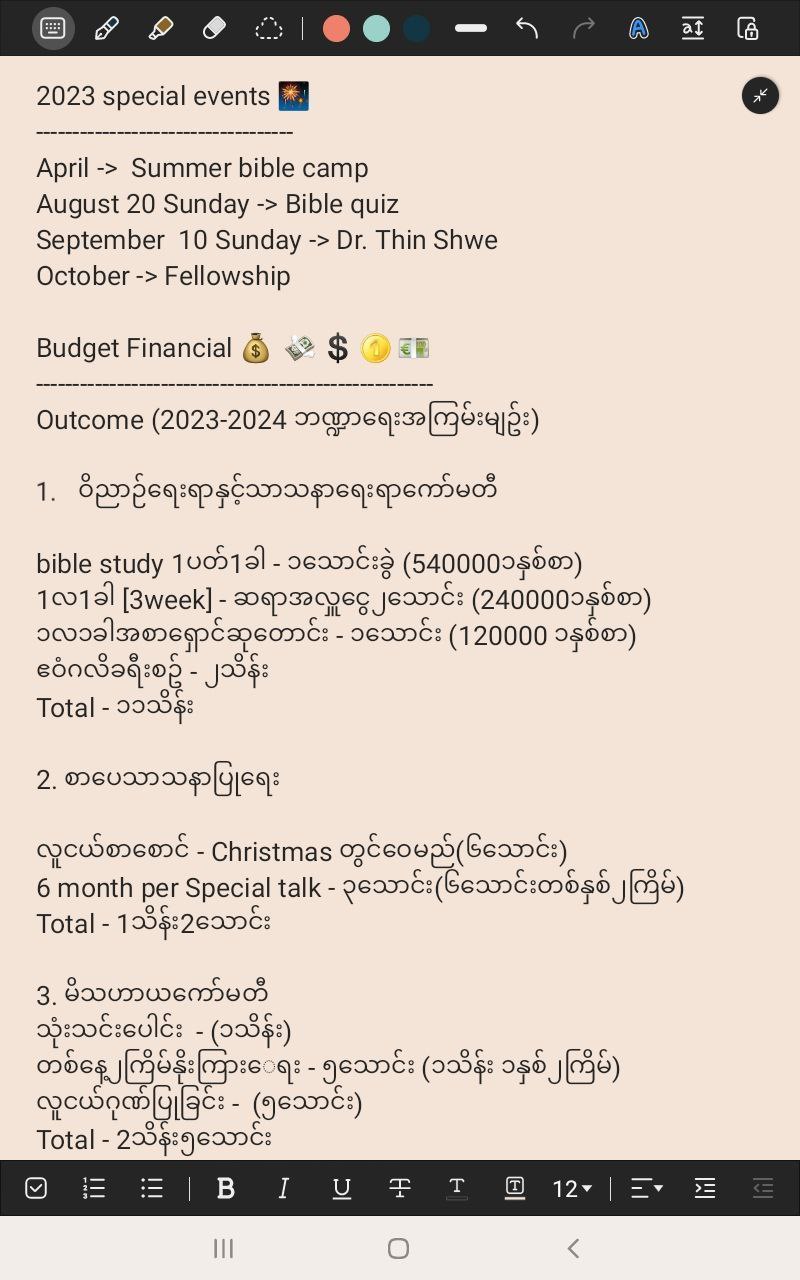 2023 special events 🎆
-----------------------------------
April ->  Summer bible camp
August 20 Sunday -> Bible quiz
September  10 Sunday -> Dr. Thin Shwe
October -> Fellowship
Budget Financial 💰 💸 💲 🪙 💶
------------------------------------------------------
Outcome (2023-2024 ဘဏ္ဍာရေးအကြမ်းမျဥ်း)
1.   ဝိညာဉ်ရေးရာနှင့်သာသနာရေးရာကော်မတီ
bible study 1ပတ်1ခါ - ၁သောင်းခွဲ (540000၁နှစ်စာ)
1လ1ခါ [3week] - ဆရာအလှူငွေ၂သောင်း (240000၁နှစ်စာ)
၁လ၁ခါအစာရှောင်ဆုတောင်း - ၁သောင်း (120000 ၁နှစ်စာ)
ဧဝံဂလိခရီးစဥ် - ၂သိန်း
Total - ၁၁သိန်း
2. စာပေသာသနာပြုရေး
လူငယ်စာစောင် - Christmas တွင်ဝေမည်(၆သောင်း)
6 month per Special talk - ၃သောင်း(၆သောင်းတစ်နှစ်၂ကြိမ်)
Total - 1သိန်း2သောင်း
3. မိသဟာယကော်မတီ
သုံးသင်းပေါင်း  - (၁သိန်း)
တစ်နေ့၂ကြိမ်နိုးကြားေရး - ၅သောင်း (၁သိန်း ၁နှစ်၂ကြိမ်)
လူငယ်ဂုဏ်ပြုခြင်း -  (၅သောင်း)
Total - 2သိန်း၅သောင်း
12